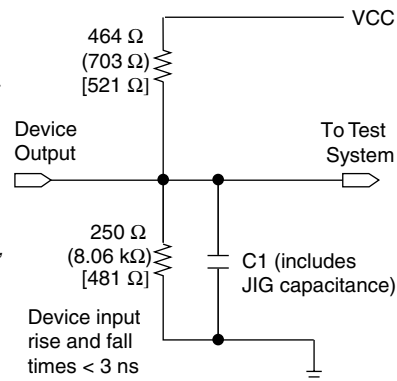 VCC
464 Ω
(703 Ω)
[521 Ω]
Device
Output
To Test
System
250 Ω
(8.06 kΩ)
[481 Ω]
C1 (includes
JIG capacitance)
Device input
rise and fall
times < 3 ns